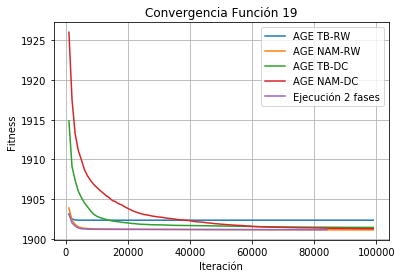 Convergencia Función 19
AGE TB-RW
AGE NAM-RW
AGE TB-DC
AGE NAM-DC
Ejecución 2 fases
Fitness
1925
1920
1915
1910
1905
1900
0 20000 40000 60000 80000 100000
Iteración